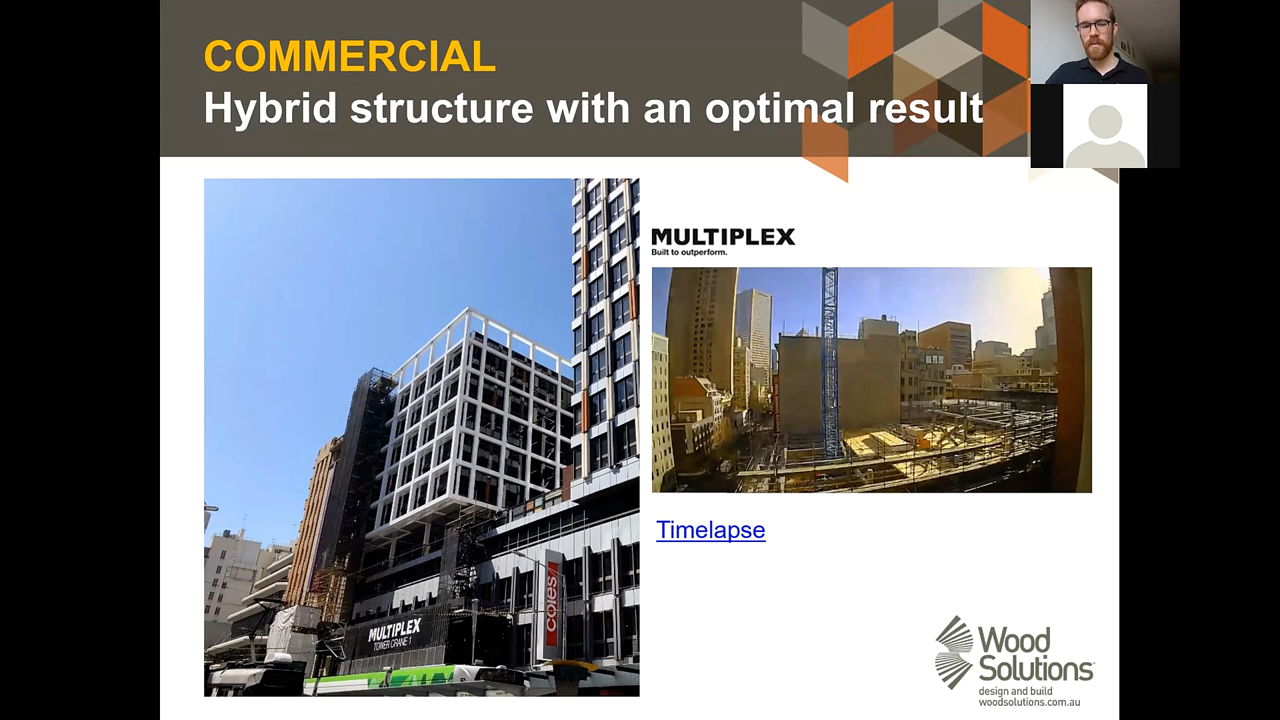 COMMERCIAL
Hybrid structure with an optimal result
MULTIPLEX
Built to outperform.
MULTIPLEX
TOWER CRANE 1
coles
Timelapse
Wood
Solutions
design and build
woodsolutions.com.au